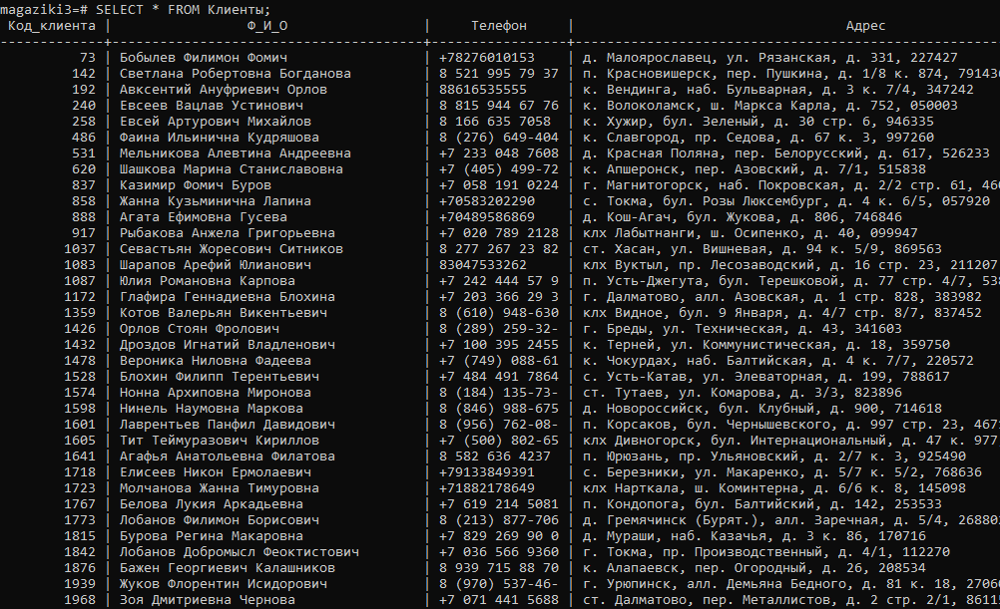 magaziki3=# SELECT * FROM Клиенты;
Код_клиента | Ф_И_О | Телефон | Адрес
73 | Бобылев Филимон Фомич | +78276010153 | д. Малоярославец, ул. Рязанская, д. 331, 227427
142 | Светлана Робертовна Богданова | 8 521 995 79 37 | п. Красновишерск, пер. Пушкина, д. 1/8 к. 874, 79143
192 | Авксентий Ануфриевич Орлов | 88616535555 | к. Вендинга, наб. Бульварная, д. 3 к. 7/4, 347242
240 | Евсеев Вацлав Устинович | 8 815 944 67 76 | к. Волоколамск, ш. Маркса Карла, д. 752, 050003
258 | Евсей Артурович Михайлов | 8 166 635 7058 | к. Хужир, бул. Зеленый, д. 30 стр. 6, 946335
486 | Фаина Ильинична Кудряшова | 8 (276) 649-404 | к. Славгород, пр. Седова, д. 67 к. 3, 997260
531 | Мельникова Алевтина Андреевна | +7 233 048 7608 | д. Красная Поляна, пер. Белорусский, д. 617, 526233
620 | Шашкова Марина Станиславовна | +7 (405) 499-72 | к. Апшеронск, пер. Азовский, д. 7/1, 515838
837 | Казимир Фомич Буров | +7 058 191 0224 | г. Магнитогорск, наб. Покровская, д. 2/2 стр. 61, 46
858 | Жанна Кузьминична Лапина | +70583202290 | с. Токма, бул. Розы Люксембург, д. 4 к. 6/5, 057920
888 | Агата Ефимовна Гусева | +70489586869 | д. Кош-Агач, бул. Жукова, д. 806, 746846
917 | Рыбакова Анжела Григорьевна | +7 020 789 2128 | клх Лабытнанги, ш. Осипенко, д. 40, 099947
1037 | Севастьян Жоресович Ситников | 8 277 267 23 82 | ст. Хасан, ул. Вишневая, д. 94 к. 5/9, 869563
1083 | Шарапов Арефий Юлианович | 83047533262 | клх Вуктыл, пр. Лесозаводский, д. 16 стр. 23, 211207
1087 | Юлия Романовна Карпова | +7 242 444 57 9 | п. Усть-Джегута, бул. Терешковой, д. 77 стр. 4/7, 53
1172 | Глафира Геннадиевна Блохина | +7 203 366 29 3 | г. Далматово, алл. Азовская, д. 1 стр. 828, 383982
1359 | Котов Валерьян Викентьевич | 8 (610) 948-630 | клх Видное, бул. 9 Января, д. 4/7 стр. 8/7, 837452
1426 | Орлов Стоян Фролович | 8 (289) 259-32- | г. Бреды, ул. Техническая, д. 43, 341603
1432 | Дроздов Игнатий Владленович | +7 100 395 2455 | к. Терней, ул. Коммунистическая, д. 18, 359750
1478 | Вероника Ниловна Фадеева | +7 (749) 088-61 | к. Чокурдах, наб. Балтийская, д. 4 к. 7/7, 220572
1528 | Блохин Филипп Терентьевич | +7 484 491 7864 | с. Усть-Катав, ул. Элеваторная, д. 199, 788617
1574 | Нонна Архиповна Миронова | 8 (184) 135-73- | ст. Тутаев, ул. Комарова, д. 3/3, 823896
1598 | Нинель Наумовна Маркова | 8 (846) 988-675 | д. Новороссийск, бул. Клубный, д. 900, 714618
1601 | Лаврентьев Панфил Давидович | 8 (956) 762-08- | п. Корсаков, бул. Чернышевского, д. 997 стр. 23, 467
1605 | Тит Теймуразович Кириллов | +7 (500) 802-65 | клх Дивногорск, бул. Интернациональный, д. 47 к. 977
1641 | Агафья Анатольевна Филатова | 8 582 636 4237 | п. Юрюзань, пр. Ульяновский, д. 2/7 к. 3, 925490
1718 | Елисеев Никон Ермолаевич | +79133849391 | с. Березники, ул. Макаренко, д. 5/7 к. 5/2, 768636
1723 | Молчанова Жанна Тимуровна | +71882178649 | клх Нарткала, ш. Коминтерна, д. 6/6 к. 8, 145098
1767 | Белова Лукия Аркадьевна | +7 619 214 5081 | п. Кондопога, бул. Балтийский, д. 142, 253533
1773 | Лобанов Филимон Борисович | 8 (213) 877-706 | д. Гремячинск (Бурят.), алл. Заречная, д. 5/4, 26880
1815 | Бурова Регина Макаровна | +7 829 269 90 0 | д. Мураши, наб. Казачья, д. 3 к. 86, 170716
1842 | Лобанов Добромысл Феоктистович | +7 036 566 9360 | г. Токма, пр. Производственный, д. 4/1, 112270
1876 | Бажен Георгиевич Калашников | 8 939 715 88 70 | к. Алапаевск, пер. Огородный, д. 26, 208534
1939 | Жуков Флорентин Исидорович | 8 (970) 537-46- | г. Урюпинск, алл. Демьяна Бедного, д. 81 к. 18, 2706
1968 | Зоя Дмитриевна Чернова | +7 071 441 5688 | ст. Далматово, пер. Металлистов, д. 2 стр. 2/1, 8611